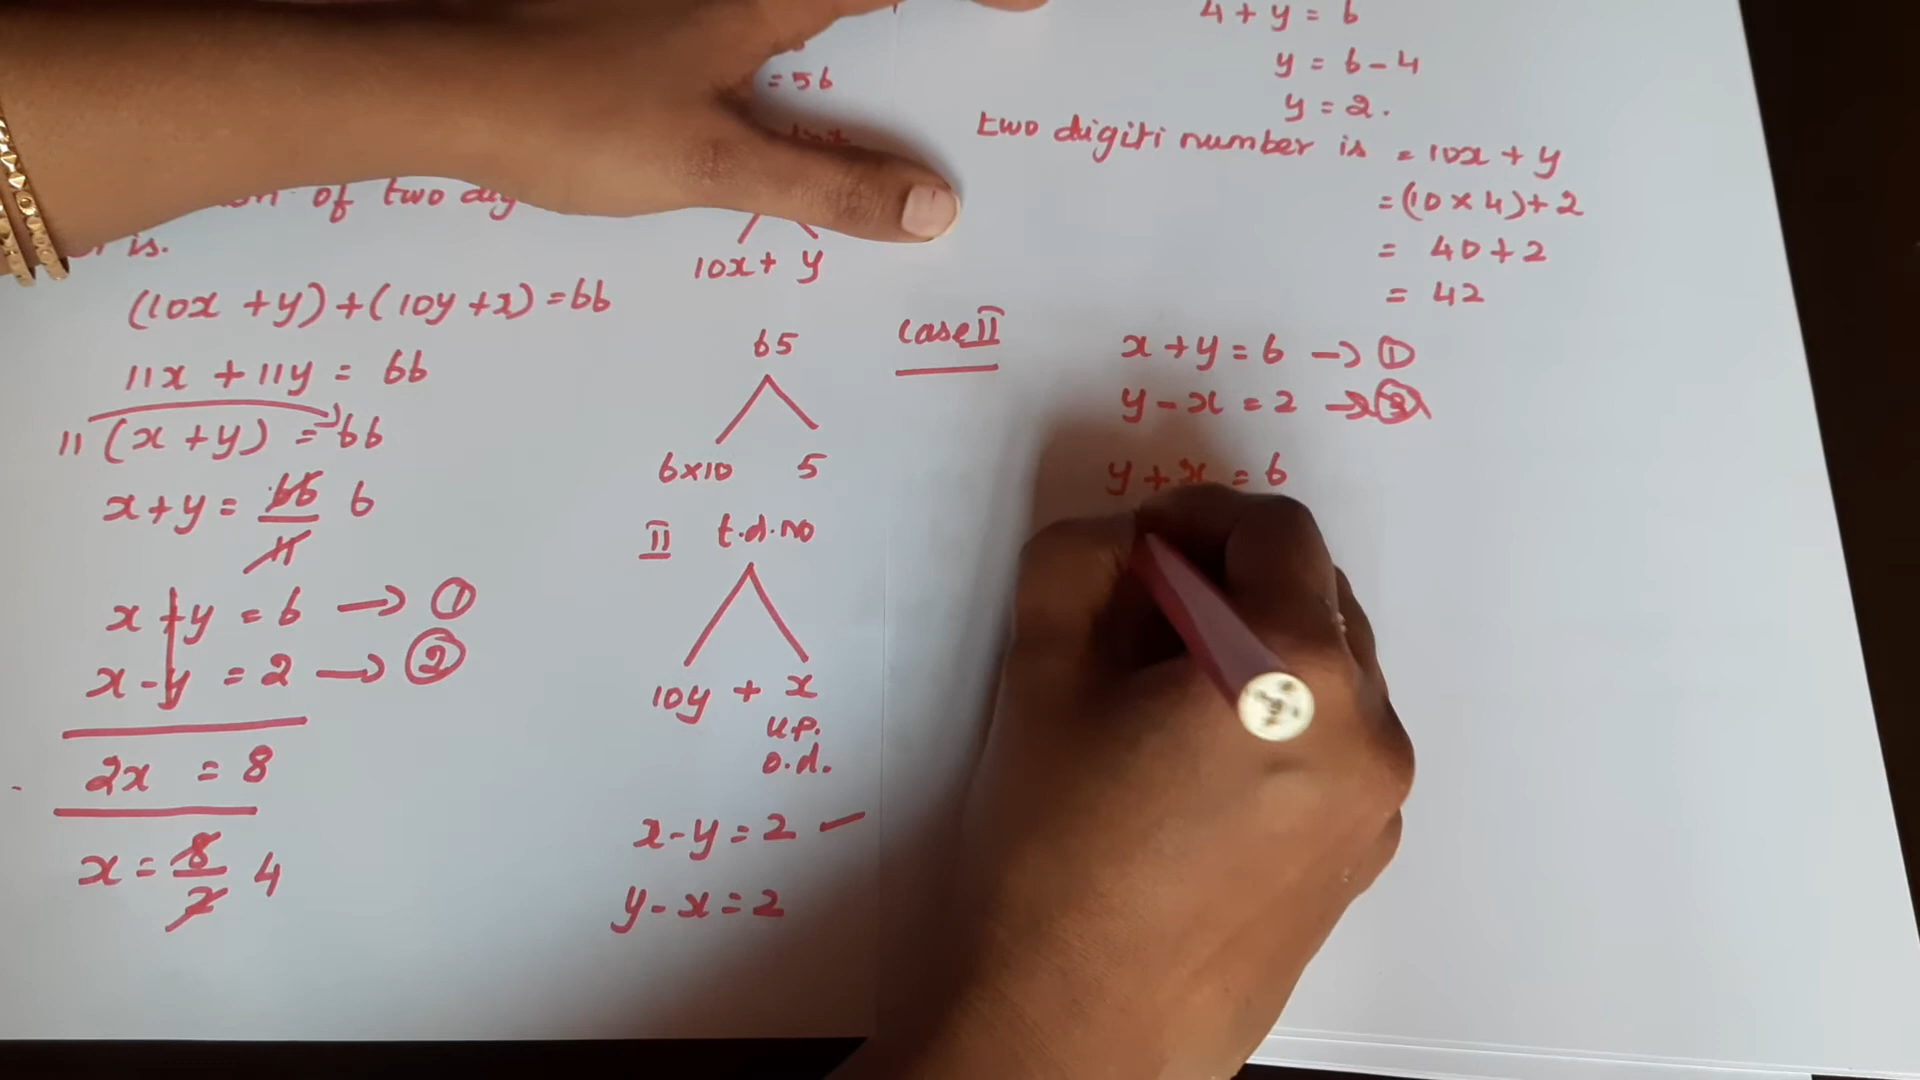 = 56
of two dig
is.
(10x + y) + (10y + x) = 66
11x + 11y = 66
11 (x + y) = 66
x + y = 66/11 6
x + y = 6 → ①
x - y = 2 → ②
2x = 8
x = 8/2 4
10x + y
65
6×10 5
II t.d.no
10y + x
u.p.
o.d.
x - y = 2 –
y - x = 2
4 + y = 6
y = 6 - 4
y = 2.
two digiti number is = 10x + y
= (10 × 4) + 2
= 40 + 2
= 42
Case II
x + y = 6 → ①
y - x = 2 → ③
y + x = 6